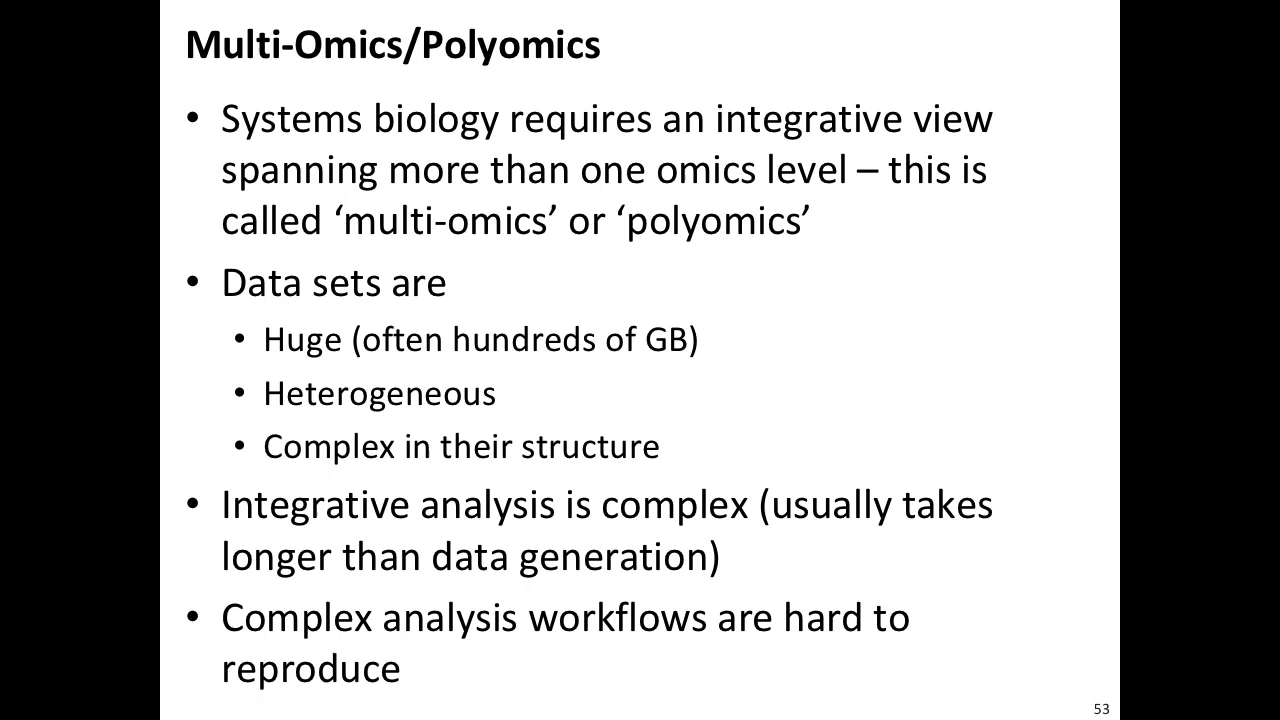 Multi-Omics/Polyomics
• Systems biology requires an integrative view
spanning more than one omics level – this is
called ‘multi-omics’ or ‘polyomics’
• Data sets are
• Huge (often hundreds of GB)
• Heterogeneous
• Complex in their structure
• Integrative analysis is complex (usually takes
longer than data generation)
• Complex analysis workflows are hard to
reproduce
53